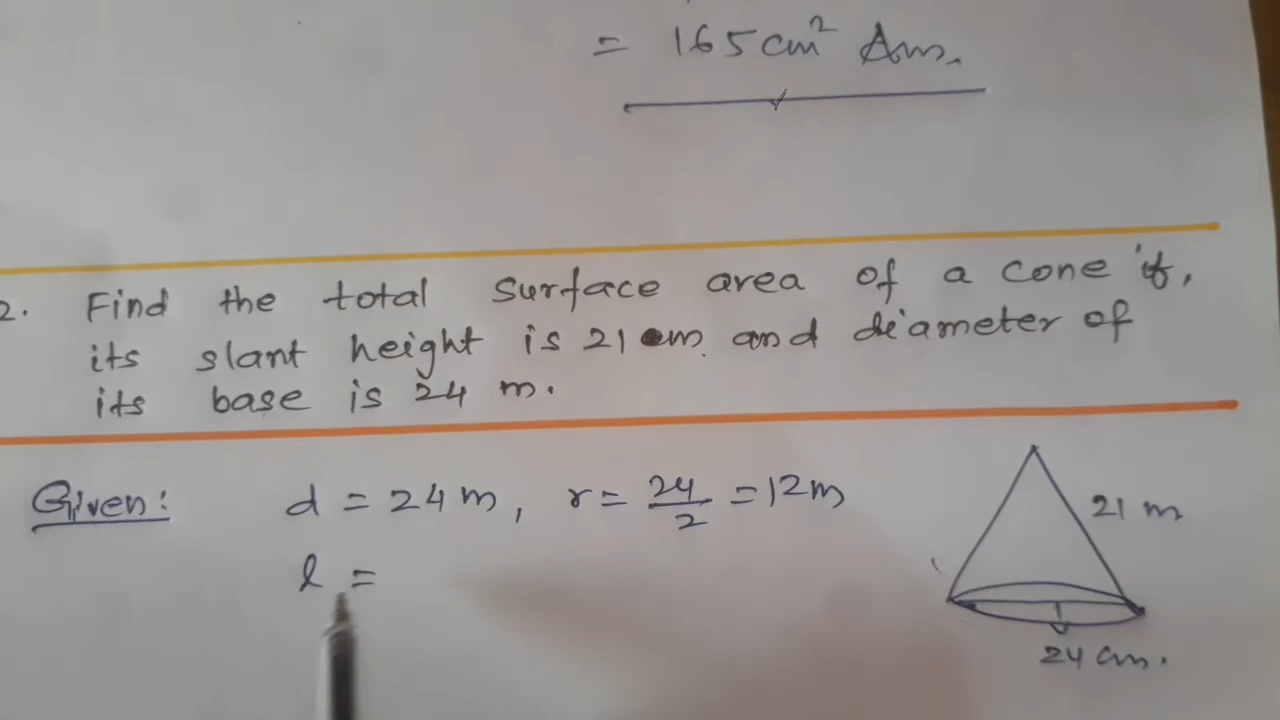 = 165 cm² Ans.
2. Find the total surface area of a cone if,
its slant height is 21 m and diameter of
its base is 24 m.
Given: d = 24 m, r = 24/2 = 12 m
21 m
l =
24 cm.